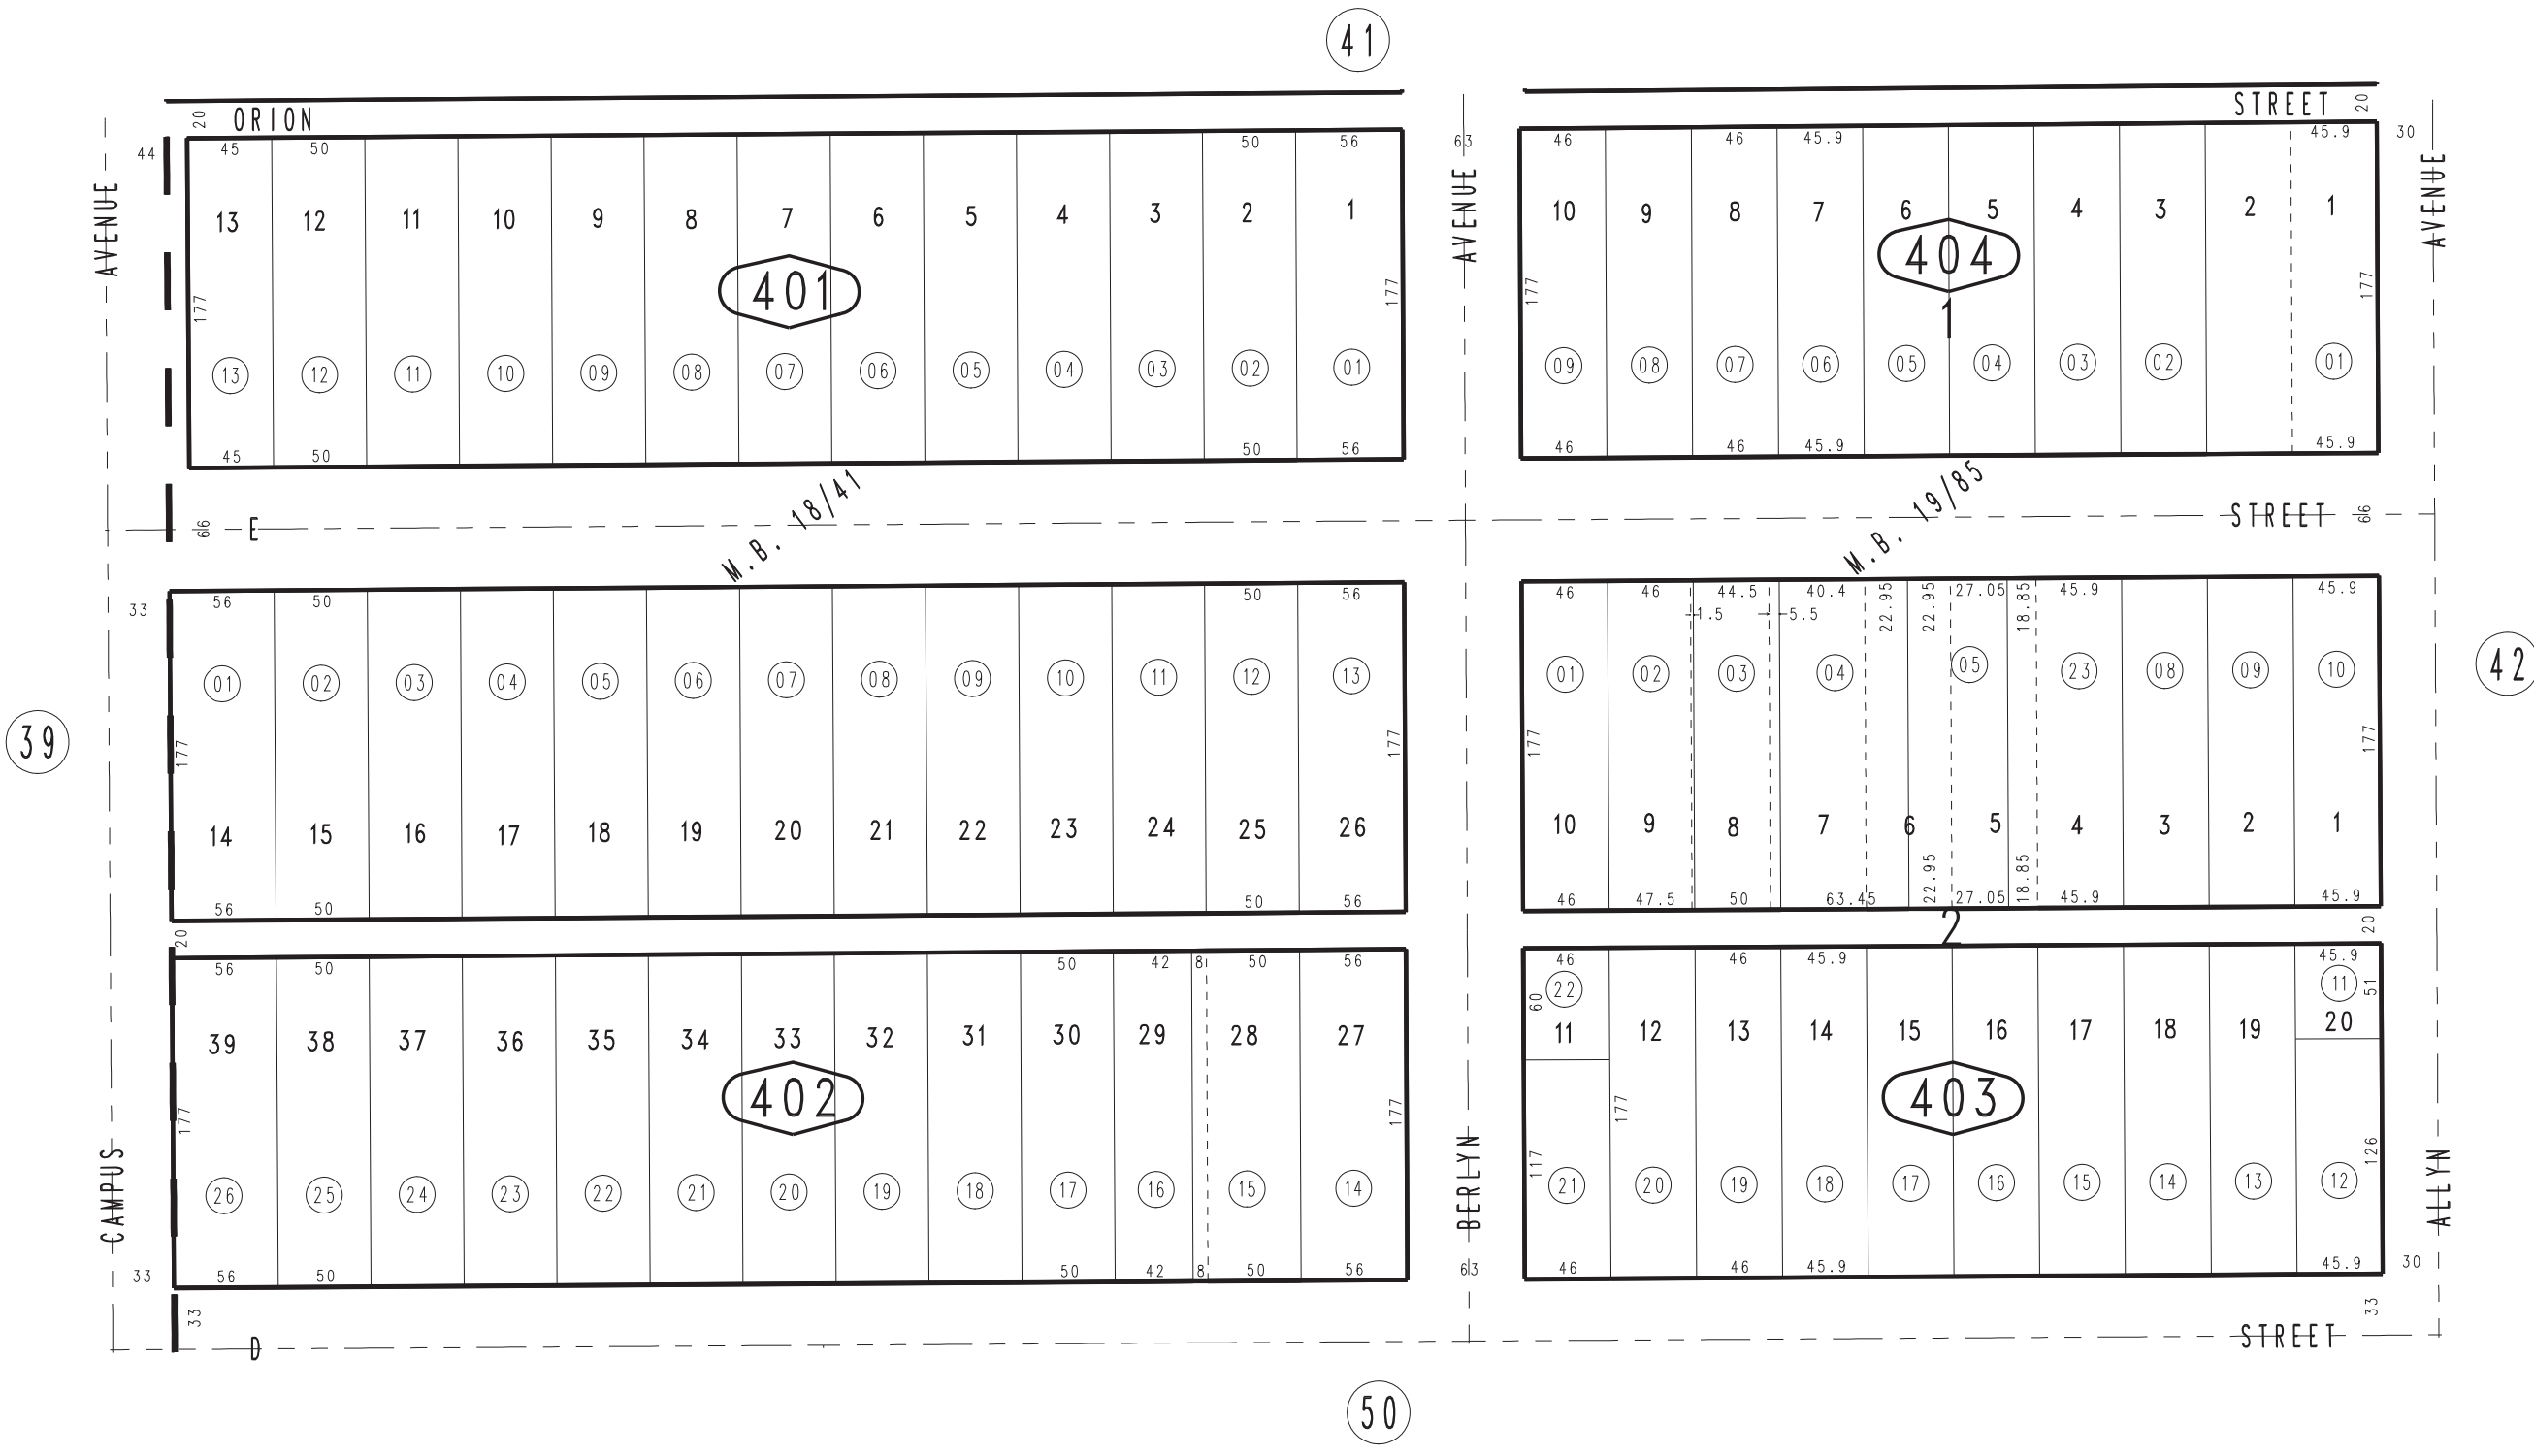 41
ORION STREET
20 20
44 45 50 50 56 63 46 46 45.9 45.9 30
AVENUE AVENUE AVENUE
13 12 11 10 9 8 7 6 5 4 3 2 1 10 9 8 7 6 5 4 3 2 1
401 404
177 177 177 177
1
13 12 11 10 09 08 07 06 05 04 03 02 01 09 08 07 06 05 04 03 02 01
45 50 50 56 46 46 45.9 45.9
M.B. 18/41 M.B. 19/85
66 E STREET 66
33 56 50 50 56 46 46 44.5 40.4 22.95 22.95 27.05 18.85 45.9 45.9
1.5 5.5
01 02 03 04 05 06 07 08 09 10 11 12 13 01 02 03 04 05 23 08 09 10
39 42
177 177 177 177
14 15 16 17 18 19 20 21 22 23 24 25 26 10 9 8 7 6 5 4 3 2 1
56 50 50 56 46 47.5 50 63.45 22.95 27.05 18.85 45.9 45.9
20 2 20
56 50 50 42 8 50 56 46 46 45.9 45.9
22 11
60 51
39 38 37 36 35 34 33 32 31 30 29 28 27 11 12 13 14 15 16 17 18 19 20
402 403
177 177 177
117 126
26 25 24 23 22 21 20 19 18 17 16 15 14 21 20 19 18 17 16 15 14 13 12
CAMPUS BERLYN ALLYN
33 56 50 50 42 8 50 56 63 46 46 45.9 45.9 30
33 33
D STREET
50